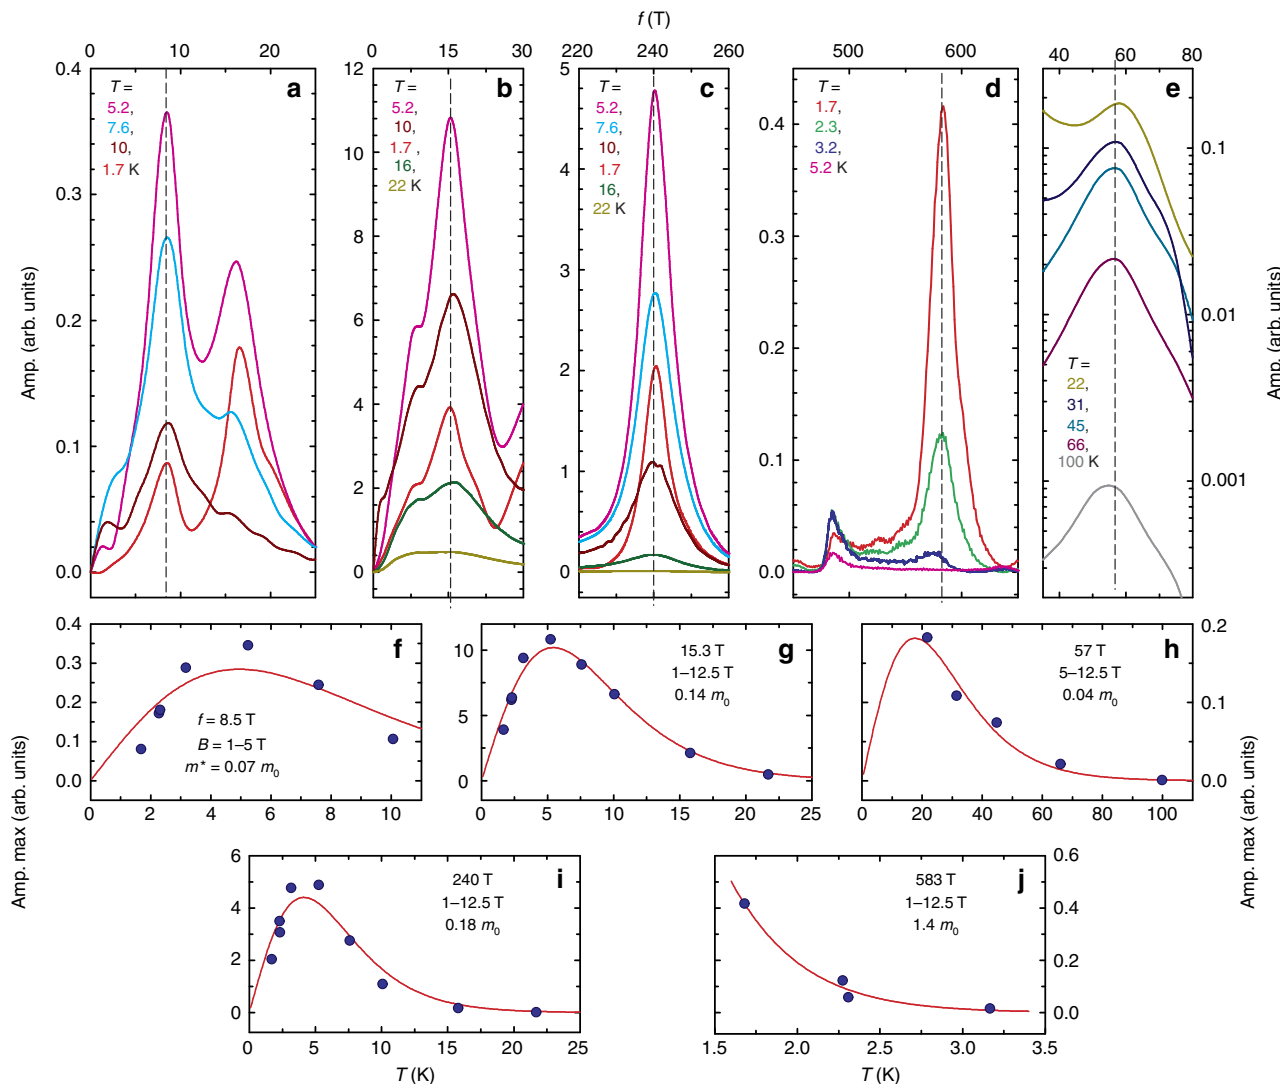 f (T)
0 10 20
0 15 30
220 240 260
500 600
40 60 80
a
T =
5.2,
7.6,
10,
1.7 K
0.4
0.3
0.2
0.1
0.0
Amp. (arb. units)
b
T =
5.2,
10,
1.7 ,
16,
22 K
12
10
8
6
4
2
0
c
T =
5.2,
7.6,
10,
1.7
16,
22 K
5
4
3
2
1
0
d
T =
1.7,
2.3,
3.2,
5.2 K
0.4
0.3
0.2
0.1
0.0
e
T =
22,
31,
45,
66,
100 K
0.1
0.01
0.001
Amp. (arb. units)
f
f = 8.5 T
B = 1–5 T
m* = 0.07 m0
0.4
0.3
0.2
0.1
0.0
0 2 4 6 8 10
g
15.3 T
1–12.5 T
0.14 m0
10
5
0
0 5 10 15 20 25
h
57 T
5–12.5 T
0.04 m0
0.2
0.1
0.0
0 20 40 60 80 100
Amp. max (arb. units)
i
240 T
1–12.5 T
0.18 m0
6
4
2
0
0 5 10 15 20 25
T (K)
j
583 T
1–12.5 T
1.4 m0
0.6
0.4
0.2
0.0
1.5 2.0 2.5 3.0 3.5
T (K)
Amp. max (arb. units)